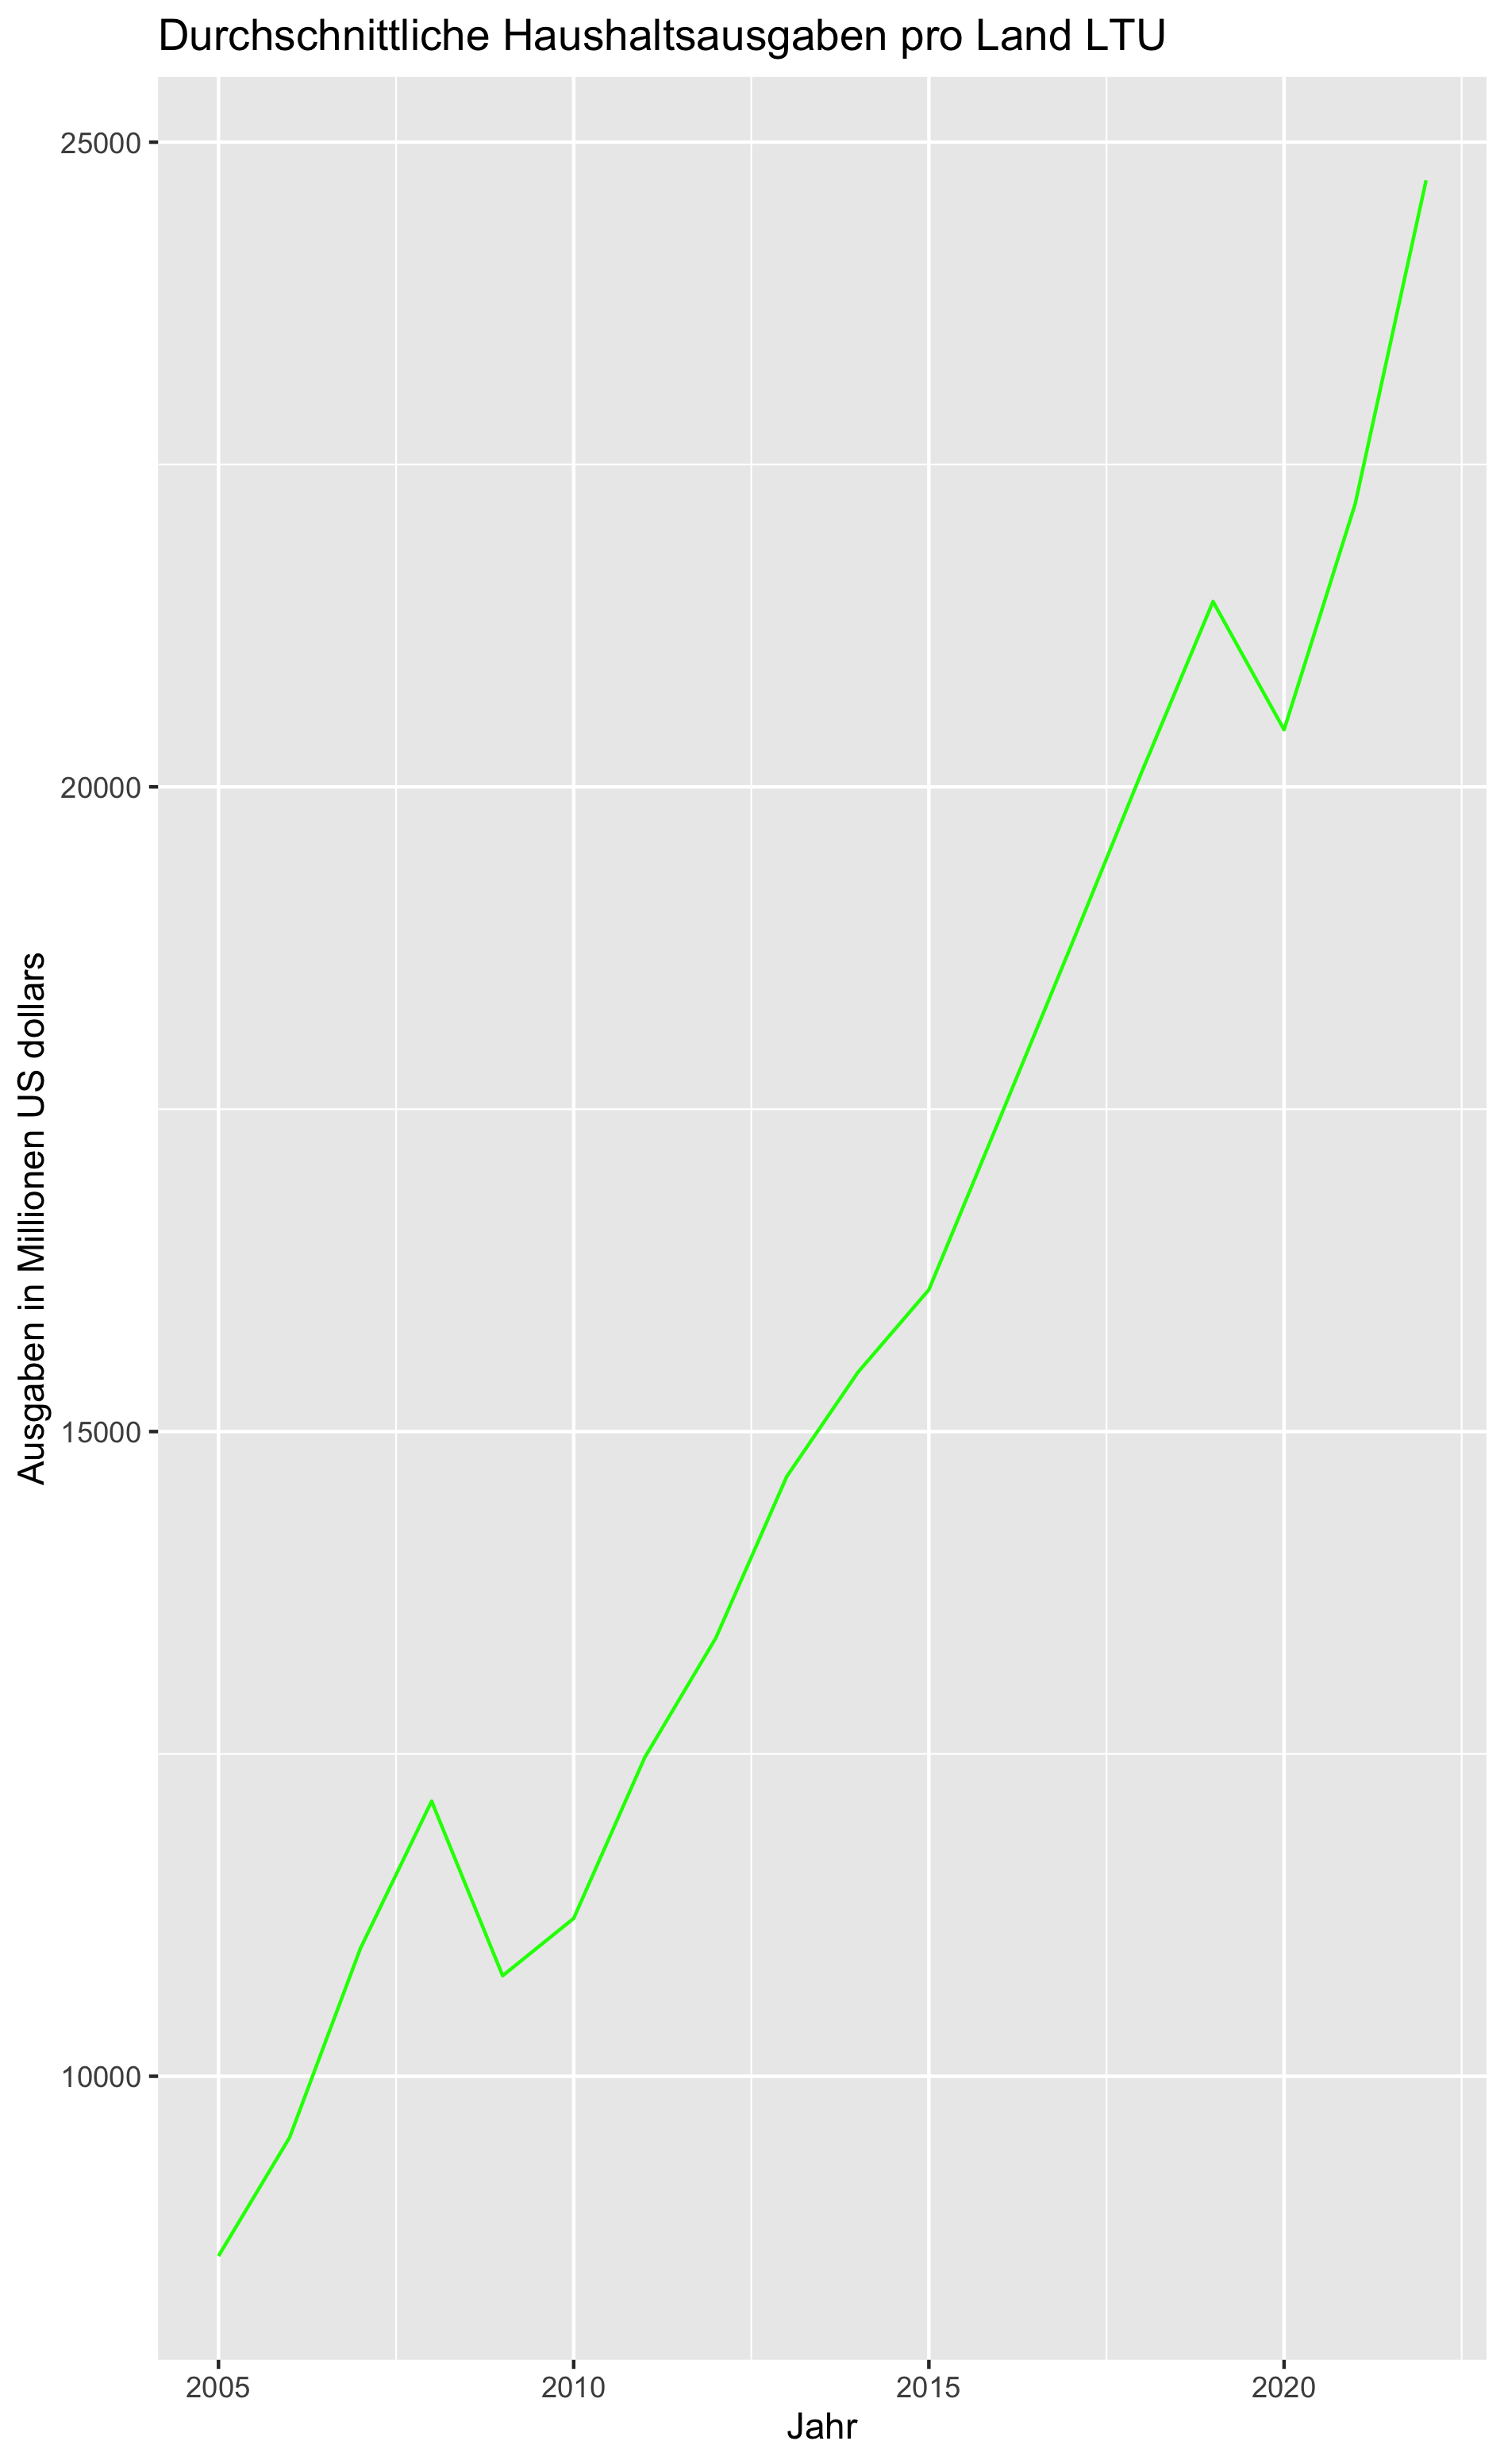 Durchschnittliche Haushaltsausgaben pro Land LTU
25000
20000
15000
10000
Ausgaben in Millionen US dollars
2005 2010 2015 2020
Jahr